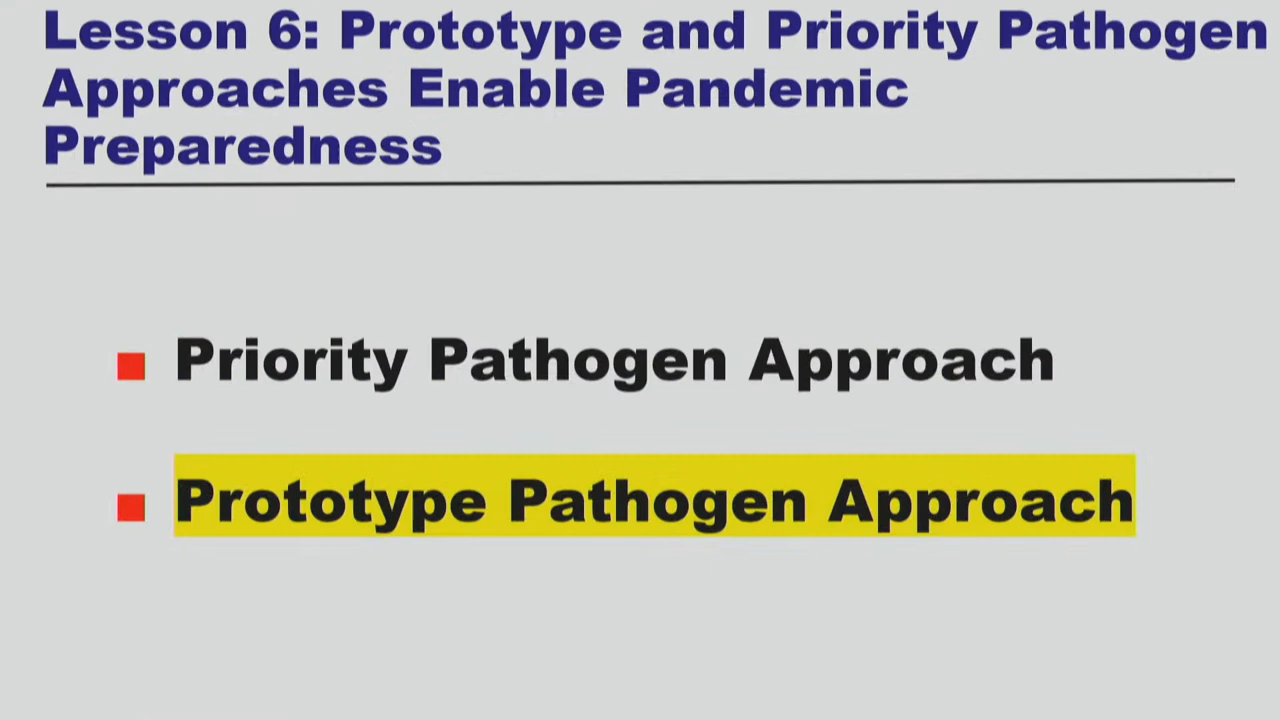 Lesson 6: Prototype and Priority Pathogen
Approaches Enable Pandemic
Preparedness
Priority Pathogen Approach
Prototype Pathogen Approach